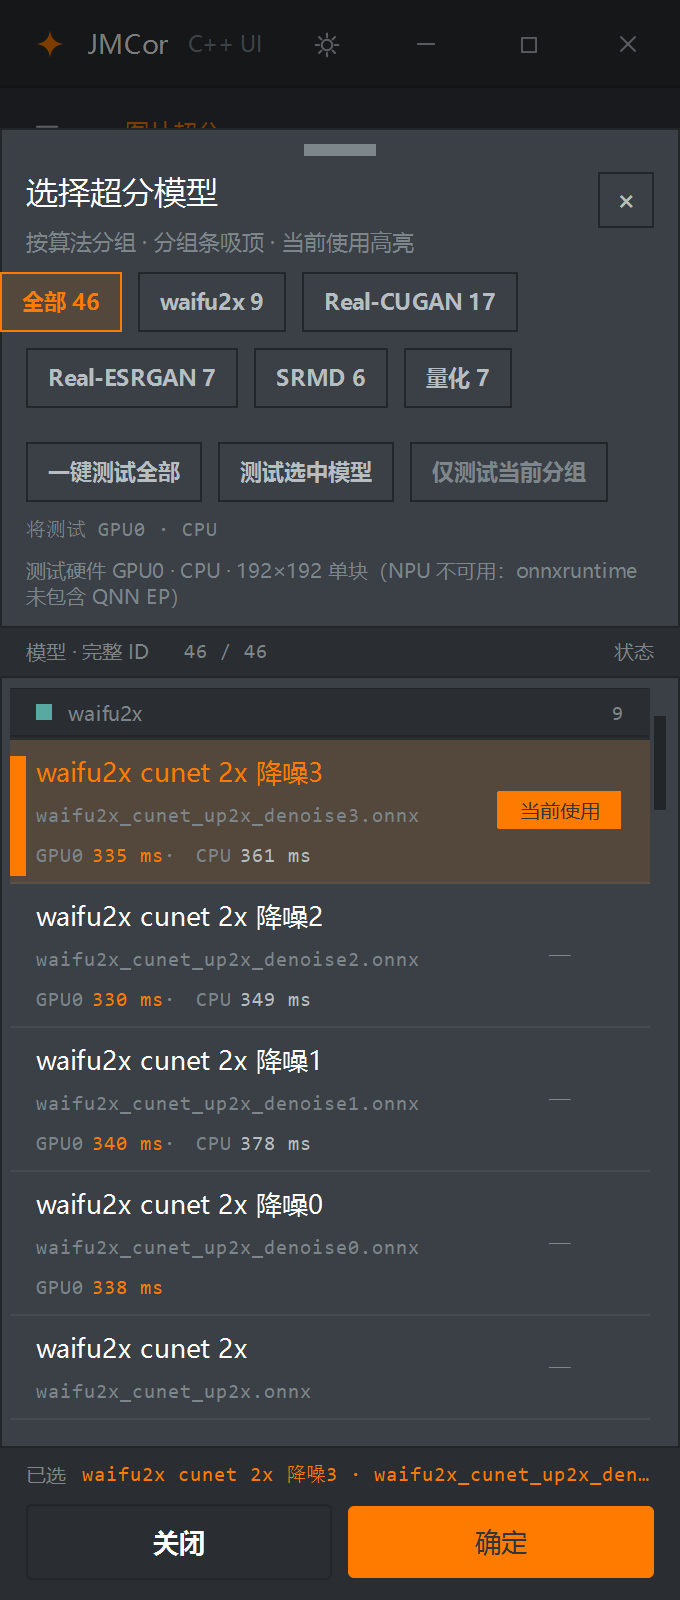 JMCor C++ UI
选择超分模型
×
按算法分组 · 分组条吸顶 · 当前使用高亮
全部 46 waifu2x 9 Real-CUGAN 17
Real-ESRGAN 7 SRMD 6 量化 7
一键测试全部 测试选中模型 仅测试当前分组
将测试 GPU0 · CPU
测试硬件 GPU0 · CPU · 192×192 单块（NPU 不可用：onnxruntime
未包含 QNN EP）
模型 · 完整 ID 46 / 46 状态
waifu2x 9
waifu2x cunet 2x 降噪3
waifu2x_cunet_up2x_denoise3.onnx
当前使用
GPU0 335 ms · CPU 361 ms
waifu2x cunet 2x 降噪2
waifu2x_cunet_up2x_denoise2.onnx
—
GPU0 330 ms · CPU 349 ms
waifu2x cunet 2x 降噪1
waifu2x_cunet_up2x_denoise1.onnx
—
GPU0 340 ms · CPU 378 ms
waifu2x cunet 2x 降噪0
waifu2x_cunet_up2x_denoise0.onnx
—
GPU0 338 ms
waifu2x cunet 2x
—
waifu2x_cunet_up2x.onnx
已选 waifu2x cunet 2x 降噪3 · waifu2x_cunet_up2x_den…
关闭 确定